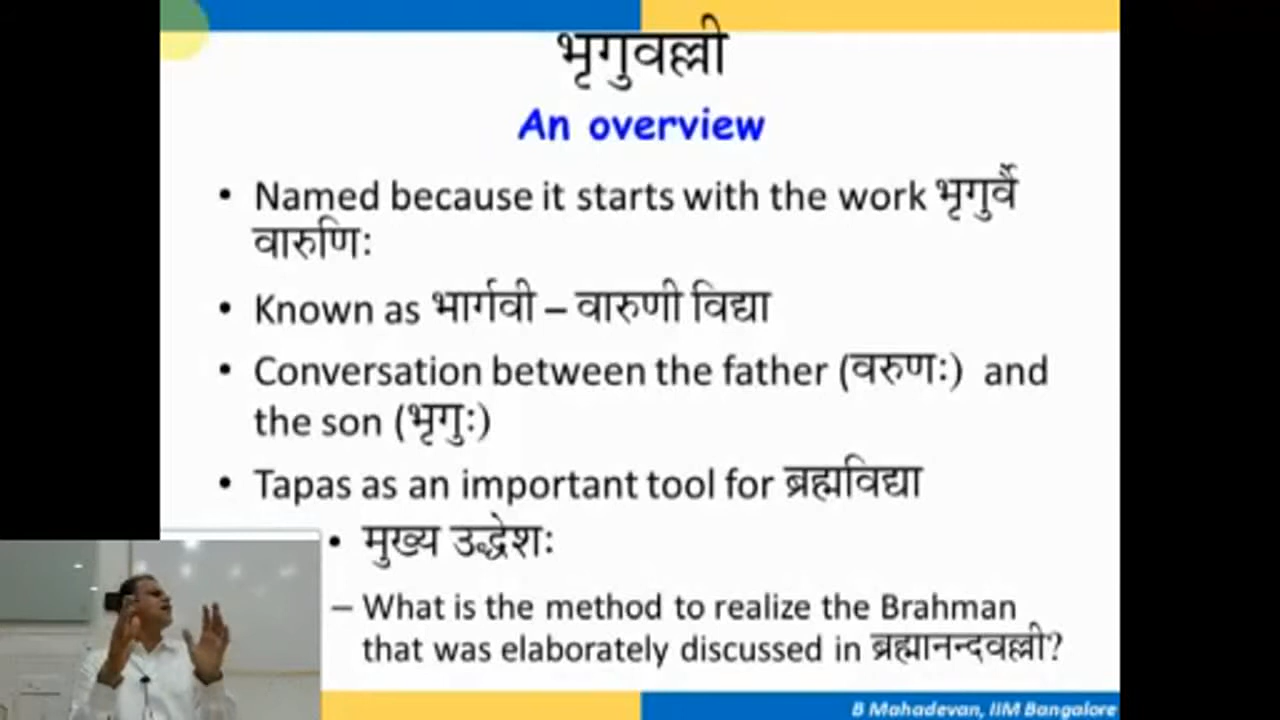 भृगुवल्ली
An overview
• Named because it starts with the work भृगुर्वै
वारुणिः
• Known as भार्गवी – वारुणी विद्या
• Conversation between the father (वरुणः) and
the son (भृगुः)
• Tapas as an important tool for ब्रह्मविद्या
• मुख्य उद्धेशः
– What is the method to realize the Brahman
that was elaborately discussed in ब्रह्मानन्दवल्ली?
B Mahadevan, IIM Bangalore